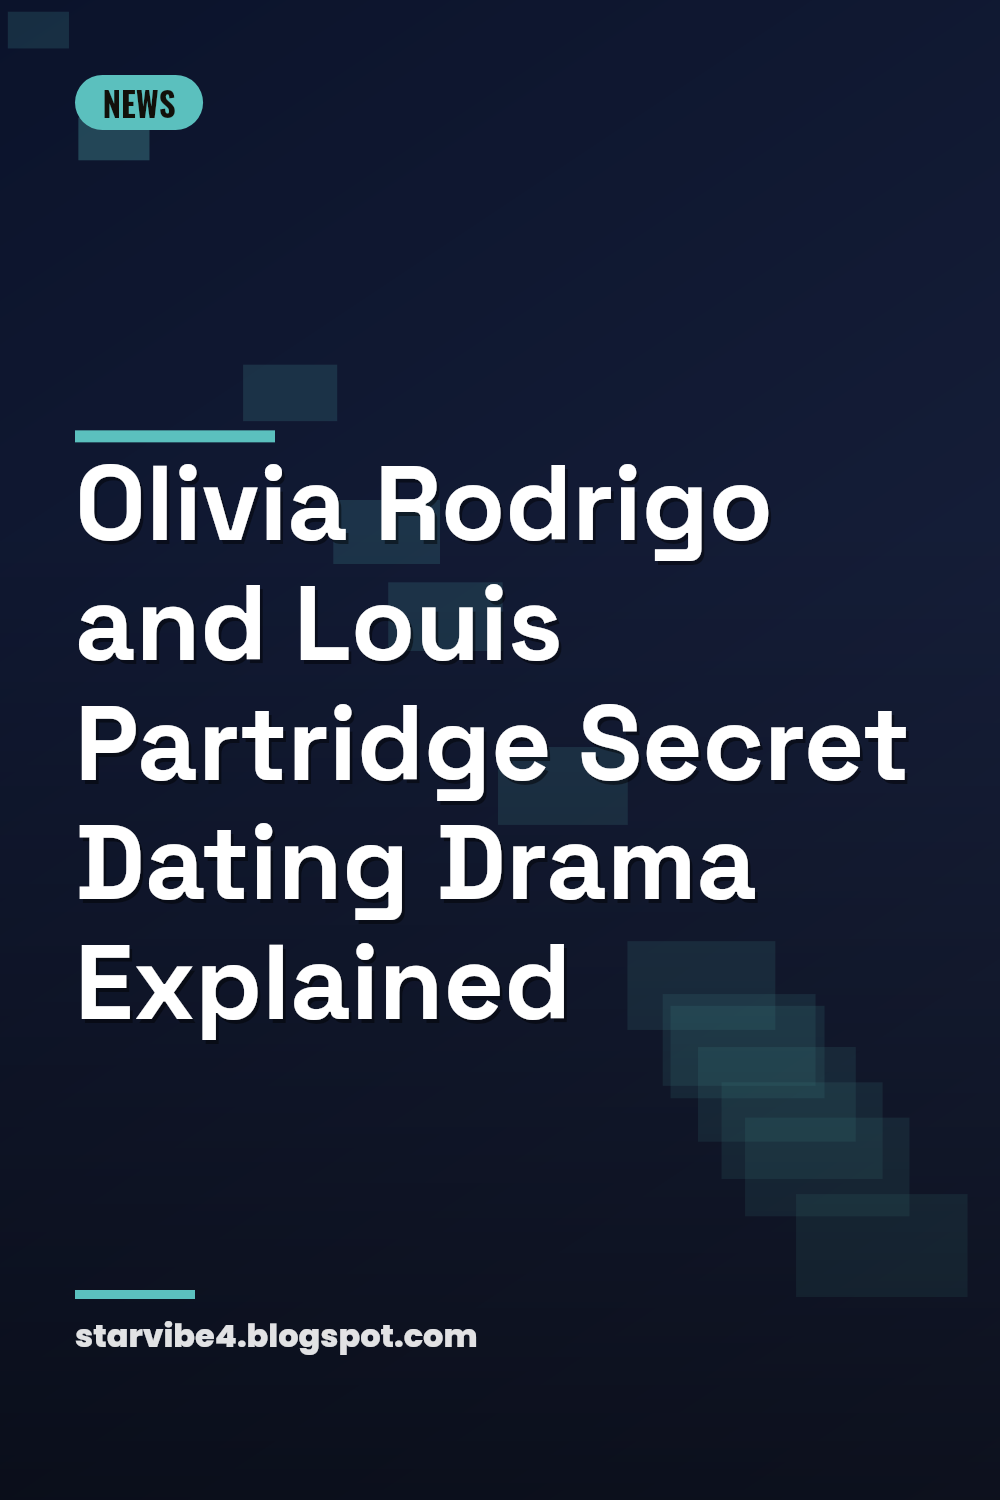 NEWS
Olivia Rodrigo
and Louis
Partridge Secret
Dating Drama
Explained
starvibe4.blogspot.com